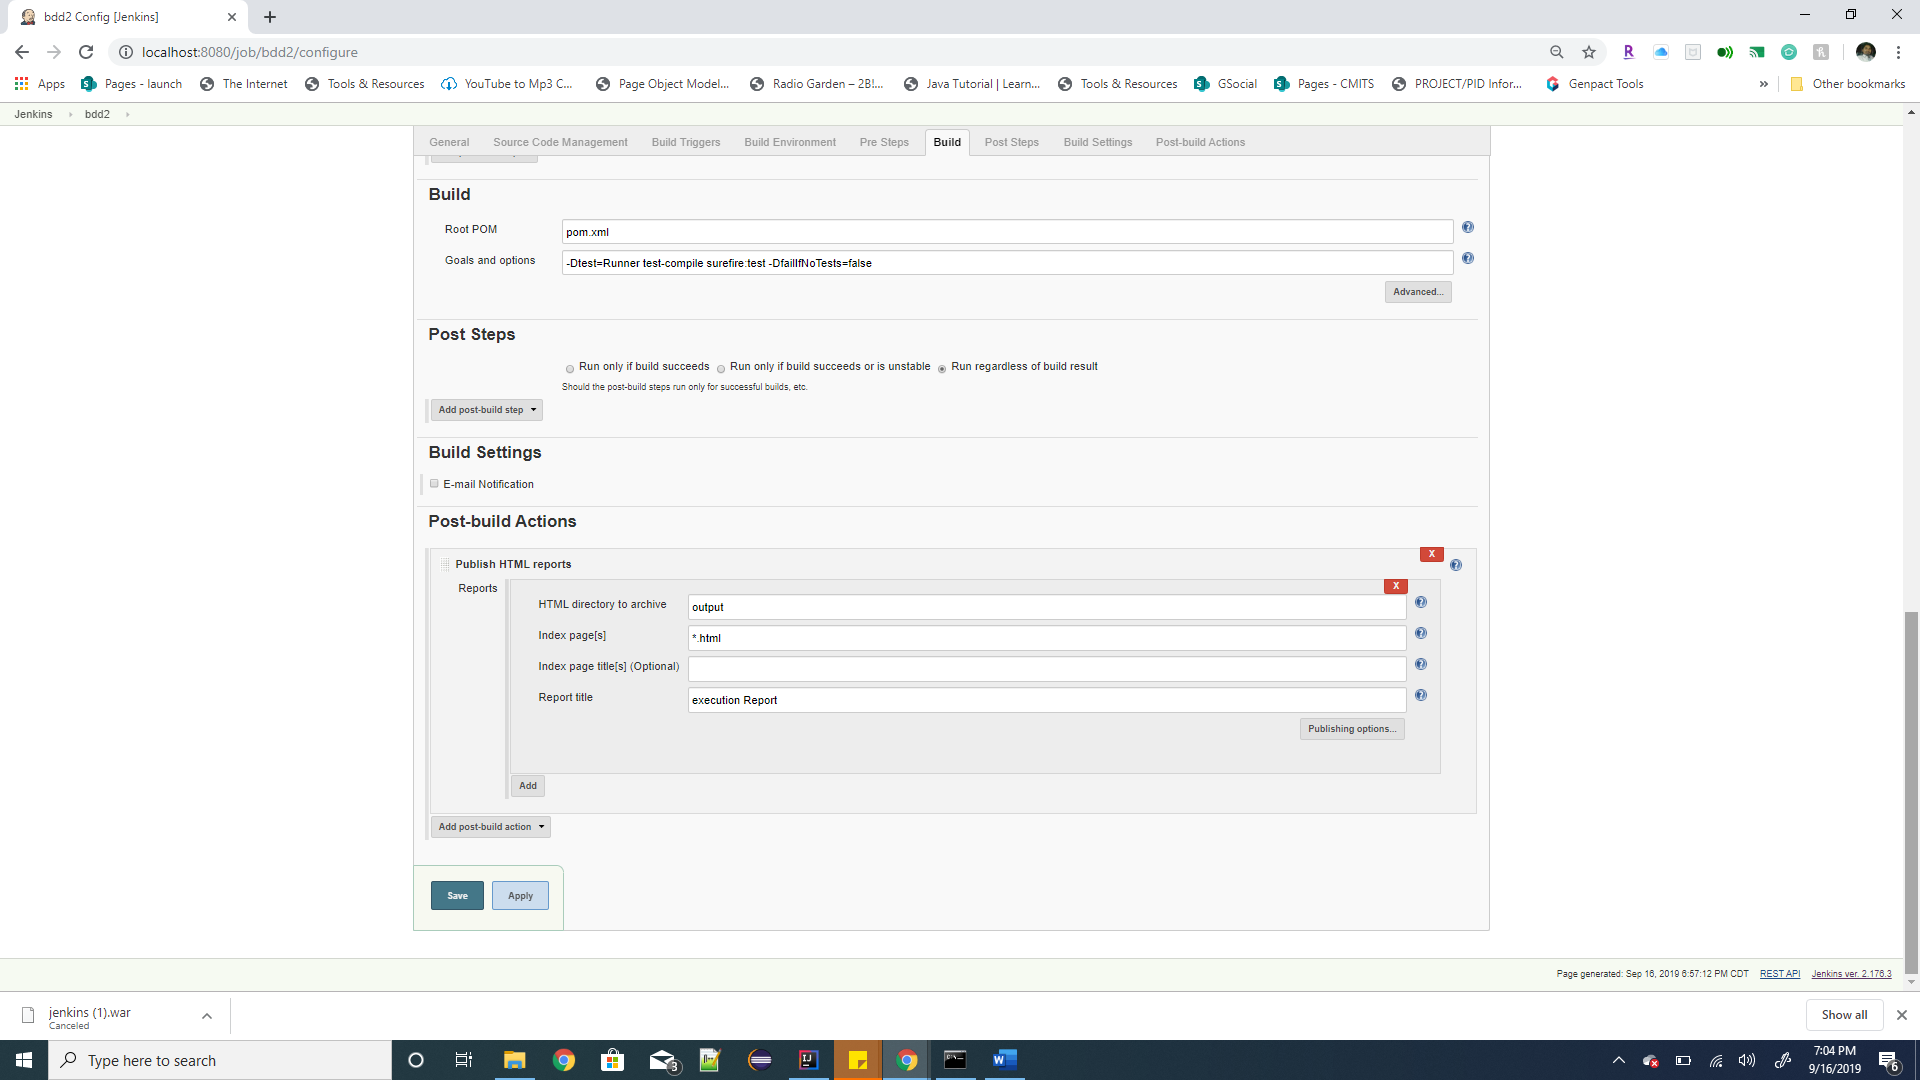 bdd2 Config [Jenkins]
localhost:8080/job/bdd2/configure
Apps
Pages - launch
The Internet
Tools & Resources
YouTube to Mp3 C...
Page Object Model...
Radio Garden – 2B!...
Java Tutorial | Learn...
Tools & Resources
GSocial
Pages - CMITS
PROJECT/PID Infor...
Genpact Tools
»
Other bookmarks
Jenkins
bdd2
General
Source Code Management
Build Triggers
Build Environment
Pre Steps
Build
Post Steps
Build Settings
Post-build Actions
Build
Root POM
pom.xml
Goals and options
-Dtest=Runner test-compile surefire:test -DfailIfNoTests=false
Advanced...
Post Steps
Run only if build succeeds
Run only if build succeeds or is unstable
Run regardless of build result
Should the post-build steps run only for successful builds, etc.
Add post-build step
Build Settings
E-mail Notification
Post-build Actions
X
Publish HTML reports
Reports
X
HTML directory to archive
output
Index page[s]
*.html
Index page title[s] (Optional)
Report title
execution Report
Publishing options...
Add
Add post-build action
Save
Apply
Page generated: Sep 16, 2019 6:57:12 PM CDT
REST API
Jenkins ver. 2.176.3
jenkins (1).war
Canceled
Show all
Type here to search
3
7:04 PM
9/16/2019
6